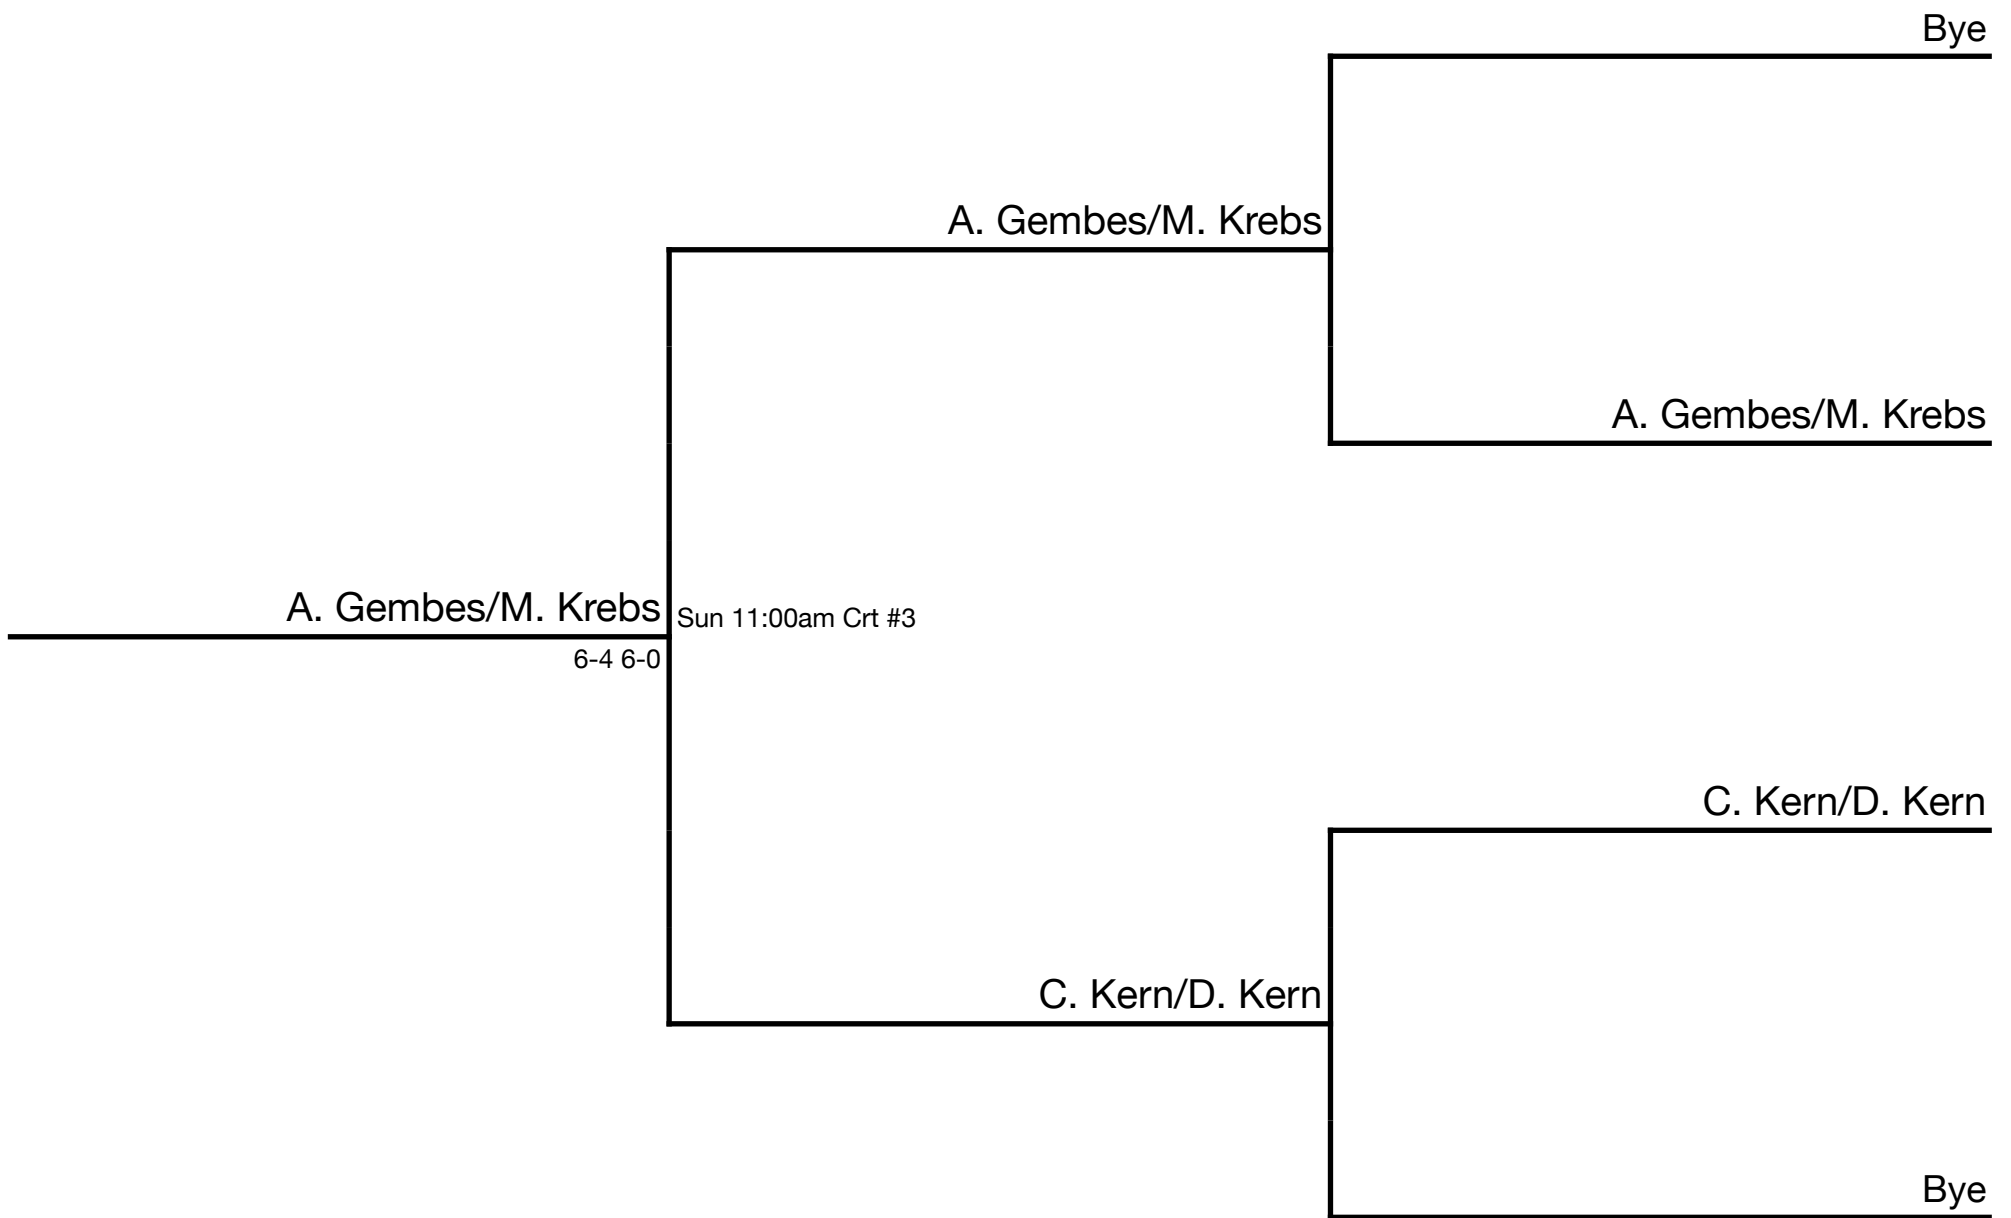 Bye
A. Gembes/M. Krebs
A. Gembes/M. Krebs
A. Gembes/M. Krebs
Sun 11:00am Crt #3
6-4 6-0
C. Kern/D. Kern
C. Kern/D. Kern
Bye